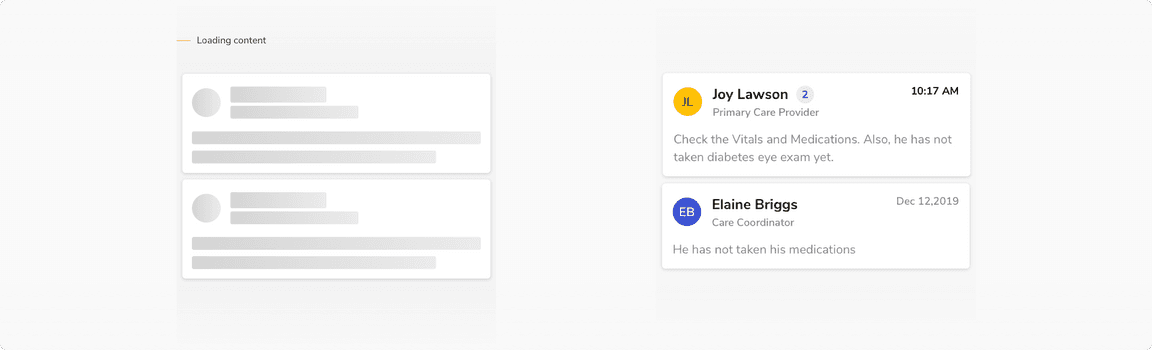 Loading content
JL
Joy Lawson 2
10:17 AM
Primary Care Provider
Check the Vitals and Medications. Also, he has not
taken diabetes eye exam yet.
EB
Elaine Briggs
Dec 12,2019
Care Coordinator
He has not taken his medications